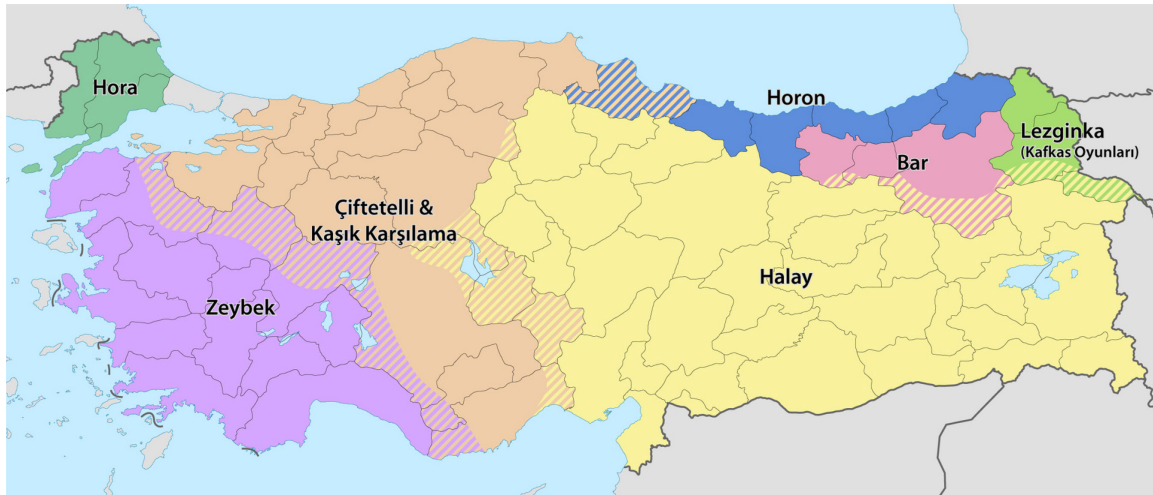 Hora
Horon
Lezginka
(Kafkas Oyunları)
Bar
Çiftetelli &
Kaşık Karşılama
Halay
Zeybek